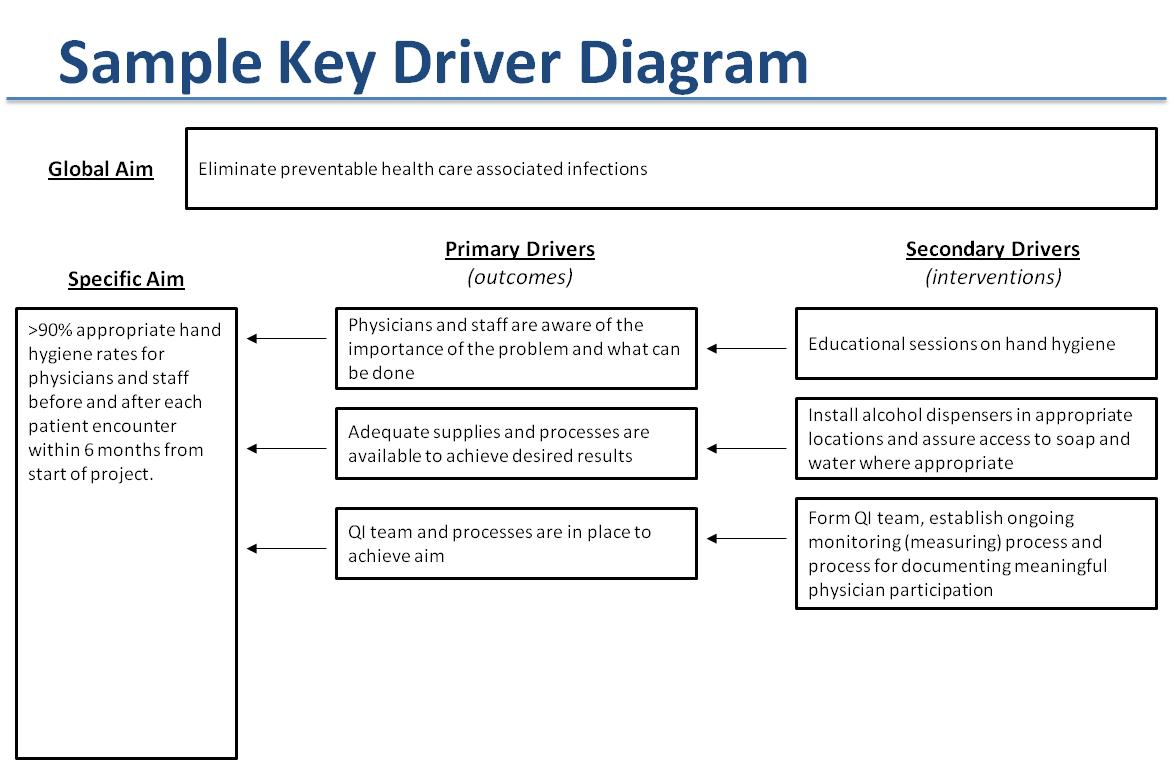 Sample Key Driver Diagram
Global Aim
Eliminate preventable health care associated infections
Specific Aim
>90% appropriate hand
hygiene rates for
physicians and staff
before and after each
patient encounter
within 6 months from
start of project.
Primary Drivers
(outcomes)
Physicians and staff are aware of the
importance of the problem and what can
be done
Adequate supplies and processes are
available to achieve desired results
QI team and processes are in place to
achieve aim
Secondary Drivers
(interventions)
Educational sessions on hand hygiene
Install alcohol dispensers in appropriate
locations and assure access to soap and
water where appropriate
Form QI team, establish ongoing
monitoring (measuring) process and
process for documenting meaningful
physician participation